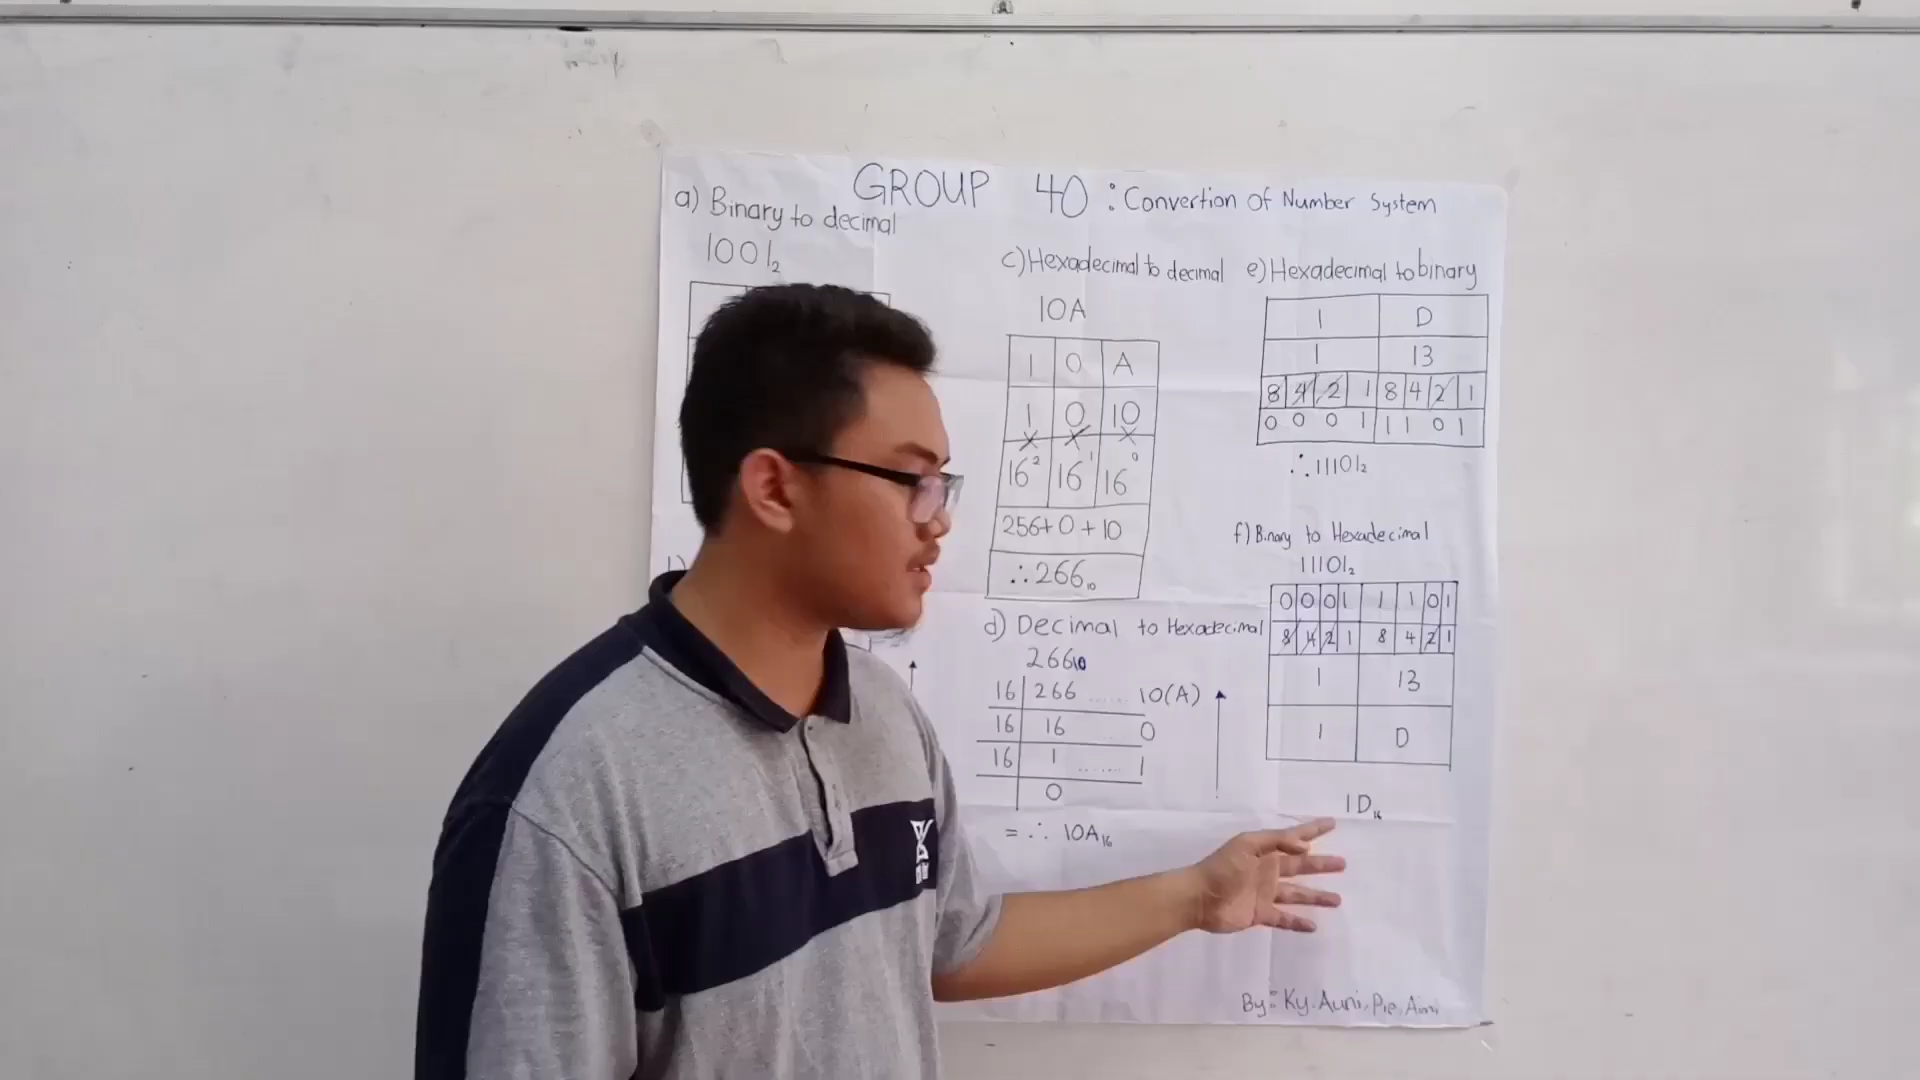 GROUP 40 : Convertion Of Number System
a) Binary to decimal
1001₂
c) Hexadecimal to decimal
10A
1 0 A
1 0 10
X X X
16² 16¹ 16⁰
256 + 0 + 10
∴ 266₁₀
d) Decimal to Hexadecimal
266₁₀
16 266 ...... 10(A)
16 16 .... 0
16 1 ...... 1
0
= ∴ 10A₁₆
e) Hexadecimal to binary
1 D
1 13
8 4 2 1 8 4 2 1
0 0 0 1 1 1 0 1
∴ 11101₂
f) Binary to Hexadecimal
11101₂
0 0 0 1 1 1 0 1
8 4 2 1 8 4 2 1
1 13
1 D
1D₁₆
By: Ky, Auni, Pie, Aimi